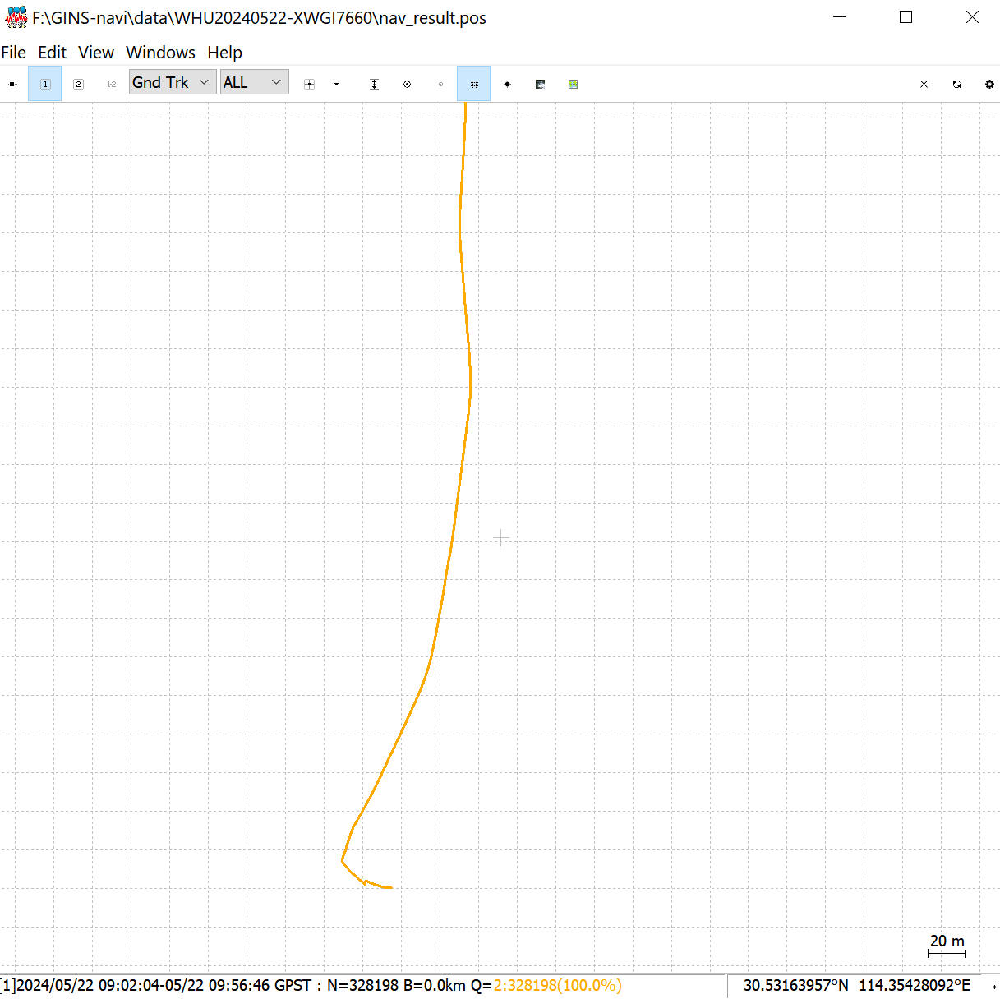 F:\GINS-navi\data\WHU20240522-XWGI7660\nav_result.pos
File Edit View Windows Help
1 2 1-2 Gnd Trk ALL
20 m
[1]2024/05/22 09:02:04-05/22 09:56:46 GPST : N=328198 B=0.0km Q=2:328198(100.0%) 30.53163957°N 114.35428092°E